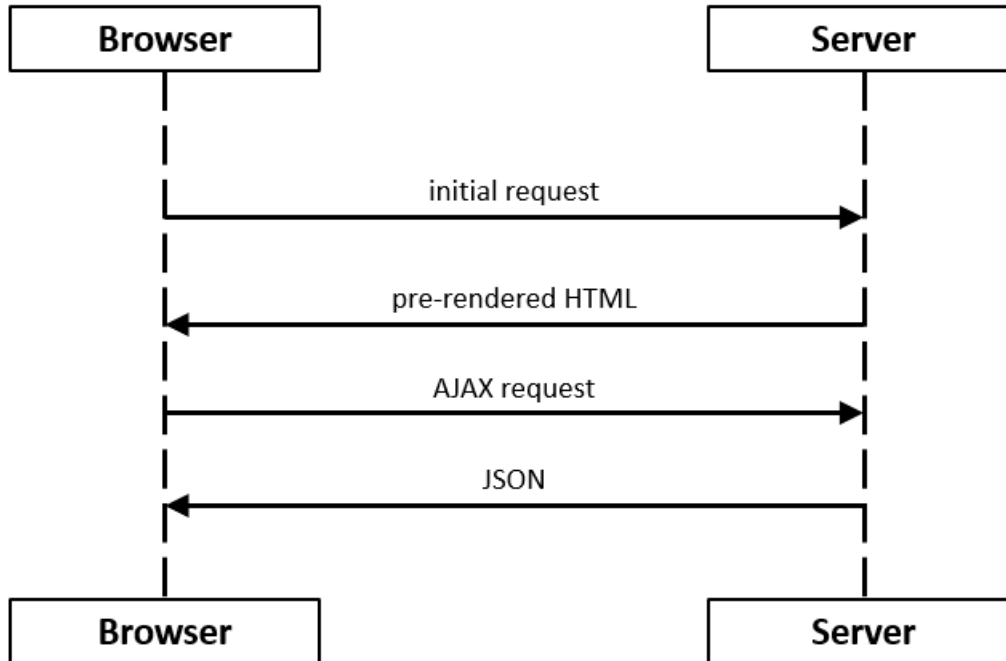 Browser
Server
initial request
pre-rendered HTML
AJAX request
JSON
Browser
Server